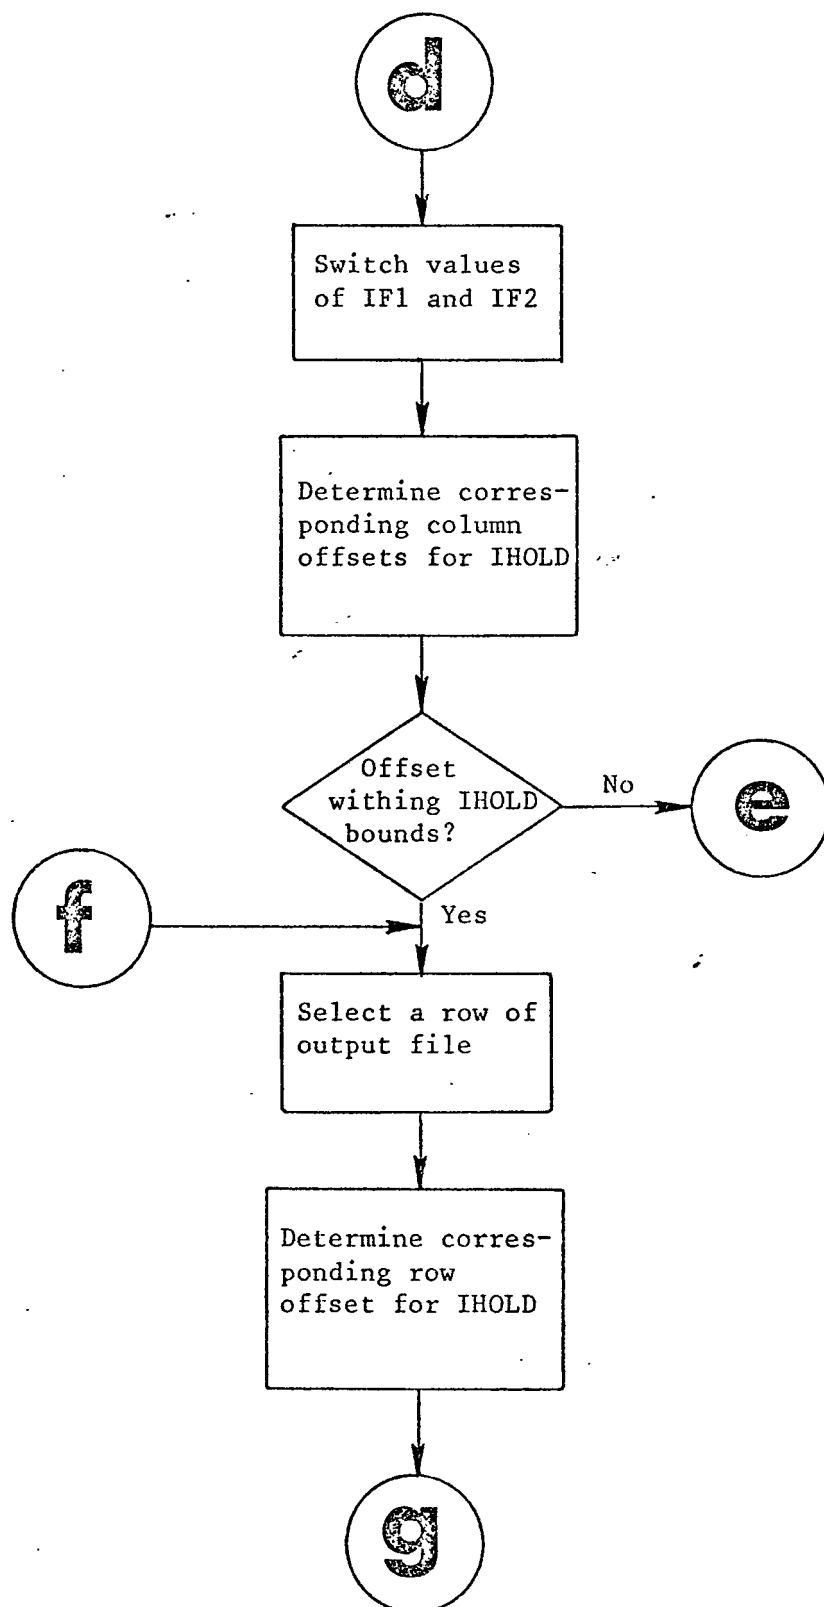 d
Switch values
of IF1 and IF2
Determine corres-
ponding column
offsets for IHOLD
Offset
withing IHOLD
bounds?
No
e
f
Yes
Select a row of
output file
Determine corres-
ponding row
offset for IHOLD
g